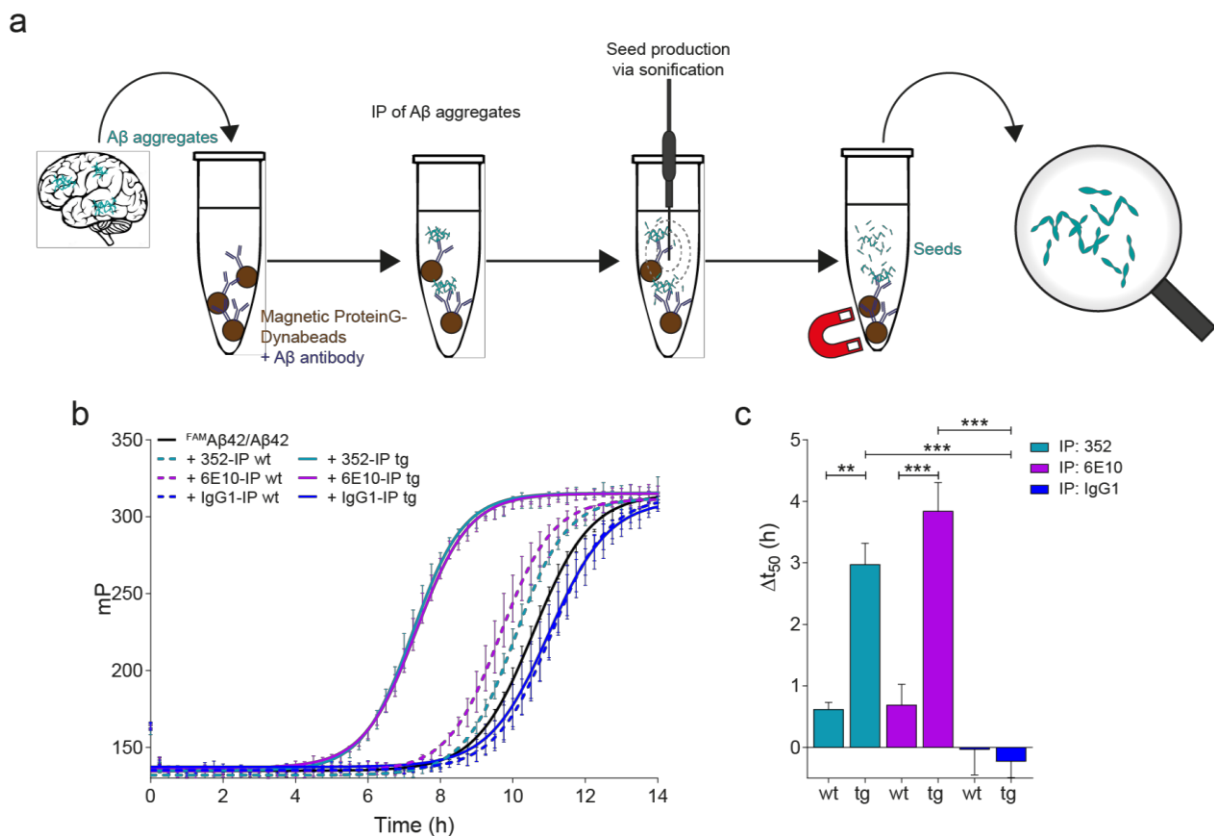 a
Seed production
via sonification
IP of Aβ aggregates
Aβ aggregates
Seeds
Magnetic ProteinG-
Dynabeads
+ Aβ antibody
b
350
300
250
200
150
mP
FAMAβ42/Aβ42
+ 352-IP wt
+ 352-IP tg
+ 6E10-IP wt
+ 6E10-IP tg
+ IgG1-IP wt
+ IgG1-IP tg
0 2 4 6 8 10 12 14
Time (h)
c
5
4
3
2
1
0
Δt50 (h)
***
***
** ***
IP: 352
IP: 6E10
IP: IgG1
wt tg wt tg wt tg